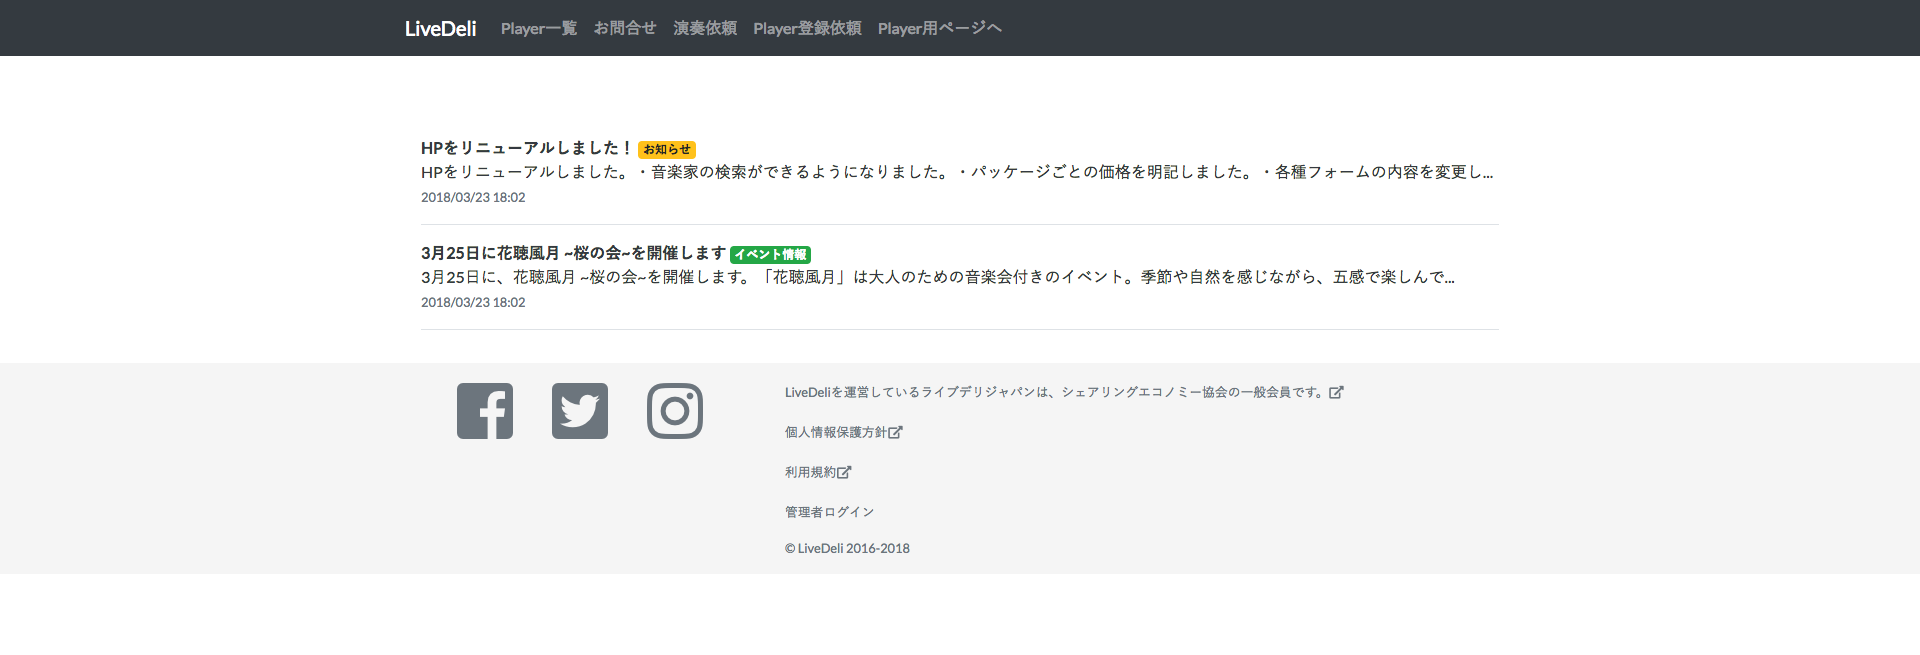 LiveDeli Player一覧 お問合せ 演奏依頼 Player登録依頼 Player用ページへ
HPをリニューアルしました！ お知らせ
HPをリニューアルしました。・音楽家の検索ができるようになりました。・パッケージごとの価格を明記しました。・各種フォームの内容を変更し...
2018/03/23 18:02
3月25日に花聴風月 ~桜の会~を開催します イベント情報
3月25日に、花聴風月 ~桜の会~を開催します。「花聴風月」は大人のための音楽会付きのイベント。季節や自然を感じながら、五感で楽しんで...
2018/03/23 18:02
LiveDeliを運営しているライブデリジャパンは、シェアリングエコノミー協会の一般会員です。
個人情報保護方針
利用規約
管理者ログイン
© LiveDeli 2016-2018